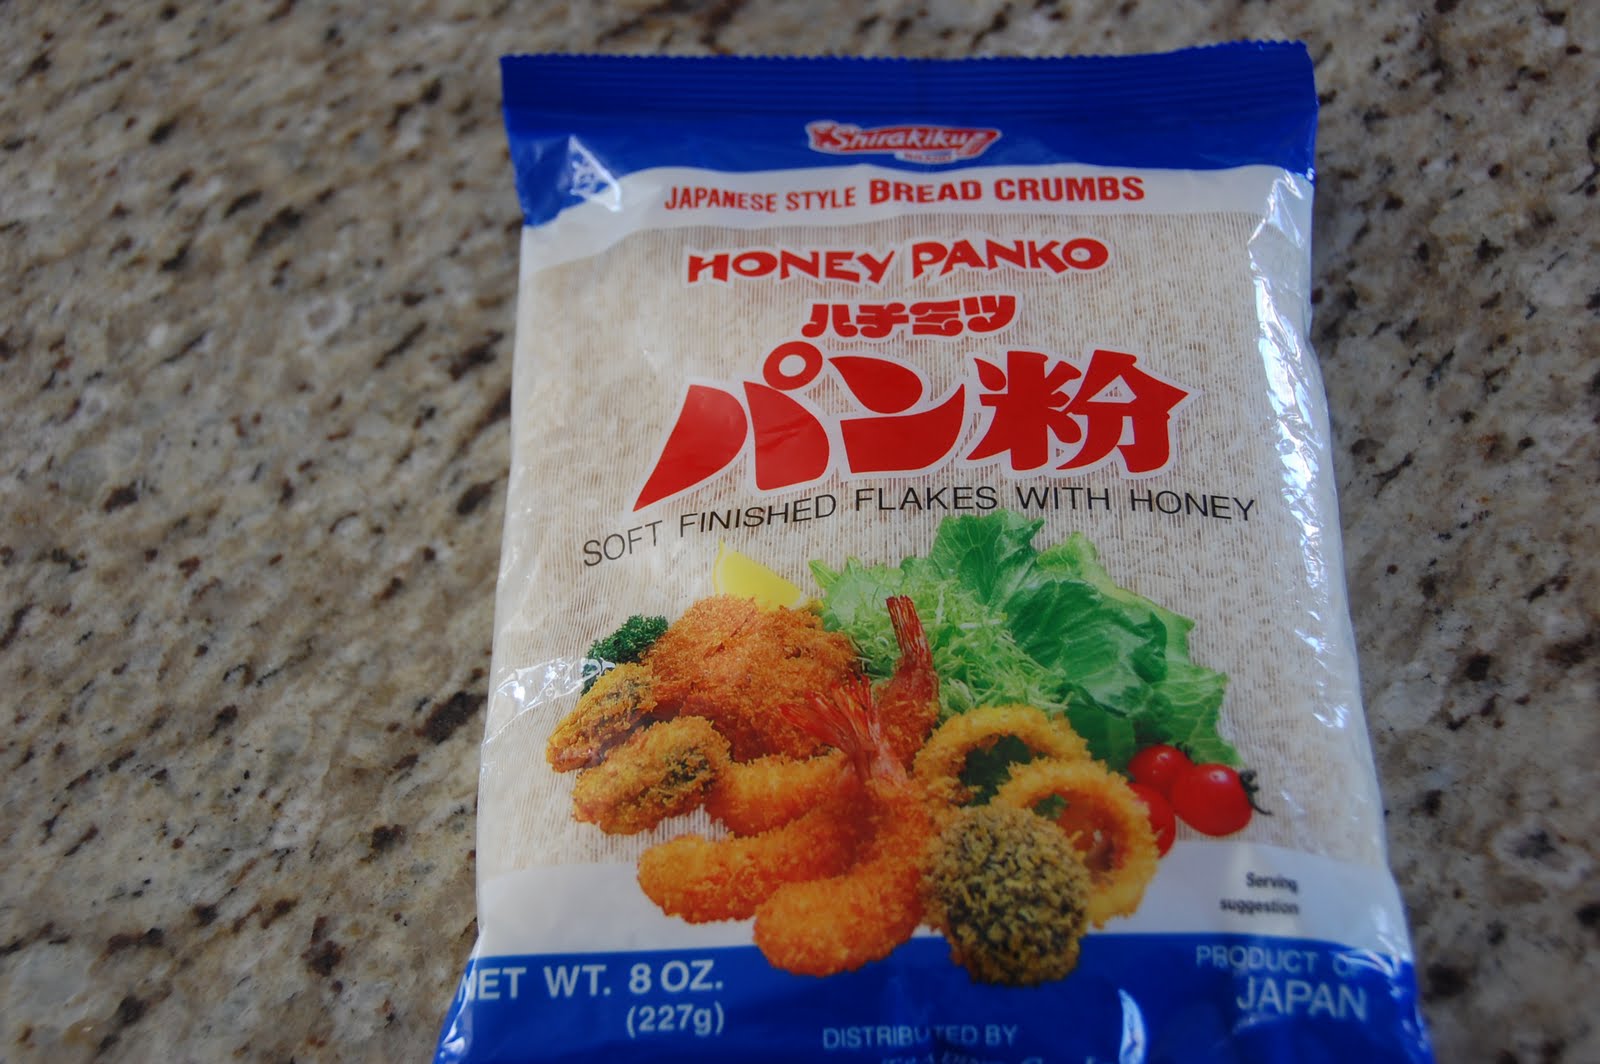 Shirakiku
BRAND
JAPANESE STYLE BREAD CRUMBS
HONEY PANKO
ハチミツ
パン粉
SOFT FINISHED FLAKES WITH HONEY
Serving
suggestion
NET WT. 8 OZ.
(227g)
PRODUCT OF
JAPAN
DISTRIBUTED BY